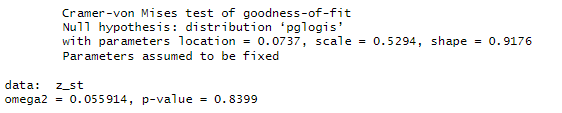 Cramer-von Mises test of goodness-of-fit
Null hypothesis: distribution ‘pglogis’
with parameters location = 0.0737, scale = 0.5294, shape = 0.9176
Parameters assumed to be fixed
data: z_st
omega2 = 0.055914, p-value = 0.8399